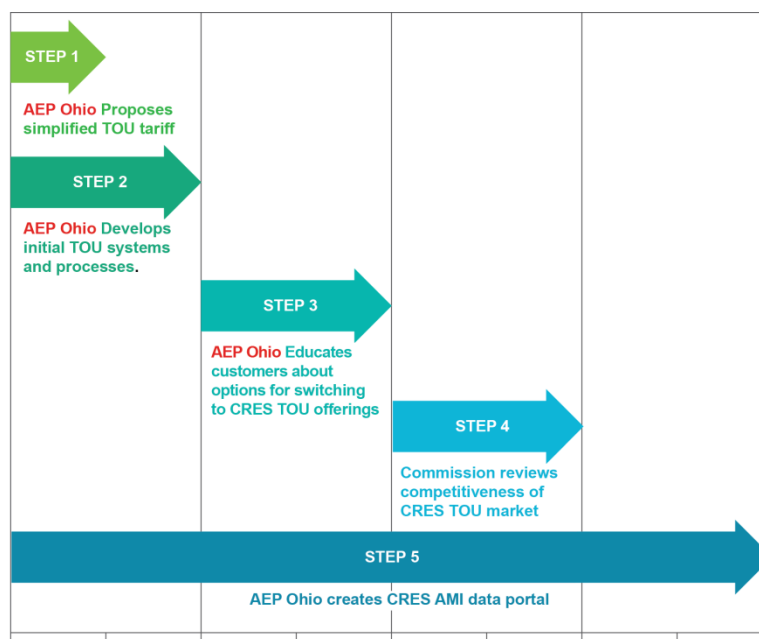 STEP 1
AEP Ohio Proposes
simplified TOU tariff
STEP 2
AEP Ohio Develops
initial TOU systems
and processes.
STEP 3
AEP Ohio Educates
customers about
options for switching
to CRES TOU offerings
STEP 4
Commission reviews
competitiveness of
CRES TOU market
STEP 5
AEP Ohio creates CRES AMI data portal